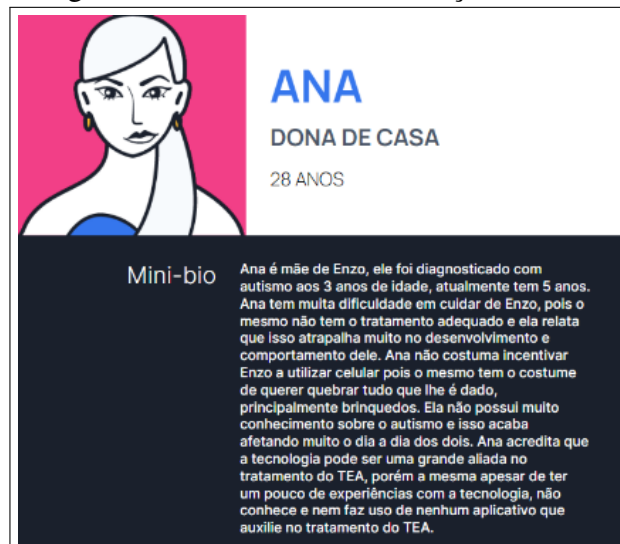 ANA
DONA DE CASA
28 ANOS
Mini-bio
Ana é mãe de Enzo, ele foi diagnosticado com
autismo aos 3 anos de idade, atualmente tem 5 anos.
Ana tem muita dificuldade em cuidar de Enzo, pois o
mesmo não tem o tratamento adequado e ela relata
que isso atrapalha muito no desenvolvimento e
comportamento dele. Ana não costuma incentivar
Enzo a utilizar celular pois o mesmo tem o costume
de querer quebrar tudo que lhe é dado,
principalmente brinquedos. Ela não possui muito
conhecimento sobre o autismo e isso acaba
afetando muito o dia a dia dos dois. Ana acredita que
a tecnologia pode ser uma grande aliada no
tratamento do TEA, porém a mesma apesar de ter
um pouco de experiências com a tecnologia, não
conhece e nem faz uso de nenhum aplicativo que
auxilie no tratamento do TEA.